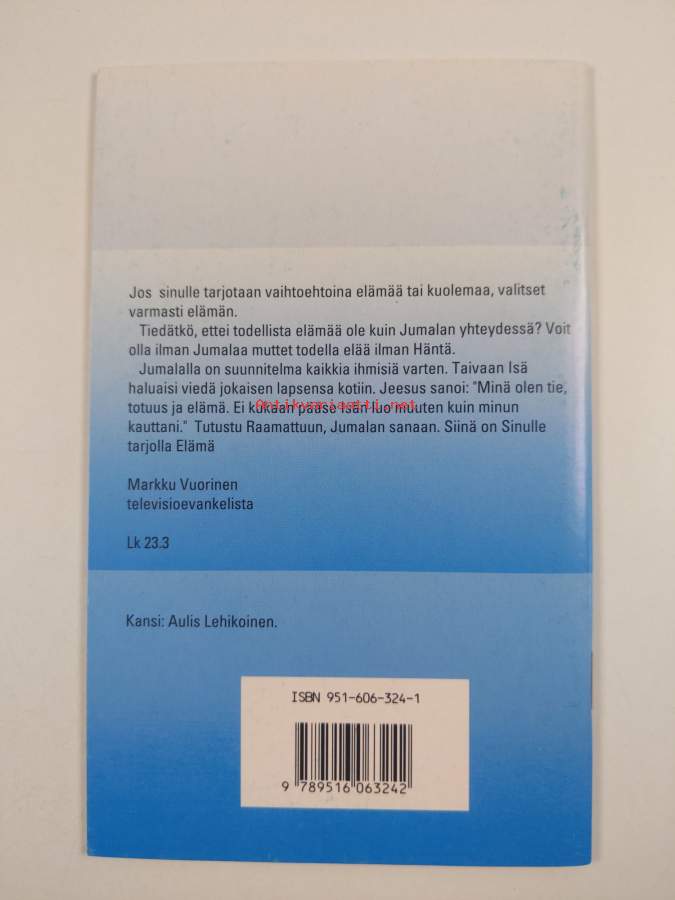 Jos sinulle tarjotaan vaihtoehtoina elämää tai kuolemaa, valitset
varmasti elämän.
Tiedätkö, ettei todellista elämää ole kuin Jumalan yhteydessä? Voit
olla ilman Jumalaa muttet todella elää ilman Häntä.
Jumalalla on suunnitelma kaikkia ihmisiä varten. Taivaan Isä
haluaisi viedä jokaisen lapsensa kotiin. Jeesus sanoi: "Minä olen tie,
totuus ja elämä. Ei kukaan pääse Isän luo muuten kuin minun
Antikvariaatti.net
kauttani." Tutustu Raamattuun, Jumalan sanaan. Siinä on Sinulle
tarjolla Elämä
Markku Vuorinen
televisioevankelista
Lk 23.3
Kansi: Aulis Lehikoinen.
ISBN 951-606-324-1
9 789516 063242